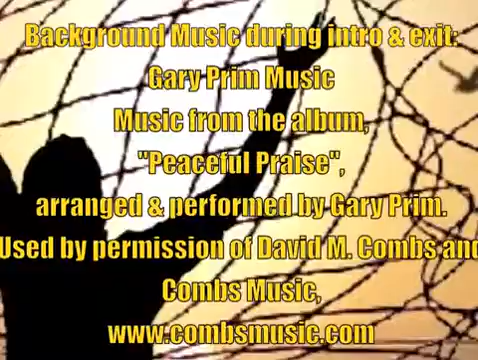 Background Music during intro & exit:
Gary Prim Music
Music from the album,
"Peaceful Praise",
arranged & performed by Gary Prim.
Used by permission of David M. Combs and
Combs Music,
www.combsmusic.com